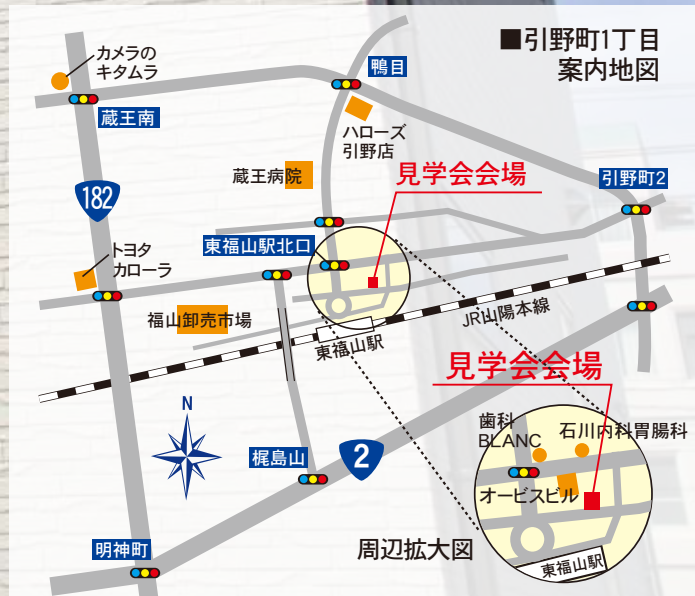 ■引野町1丁目
案内地図
カメラの
キタムラ
鴨目
蔵王南
ハローズ
引野店
蔵王病院
見学会会場
引野町2
182
東福山駅北口
トヨタ
カローラ
福山卸売市場
JR山陽本線
東福山駅
見学会会場
N
梶島山
2
歯科
BLANC
石川内科胃腸科
オービスビル
明神町
周辺拡大図
東福山駅